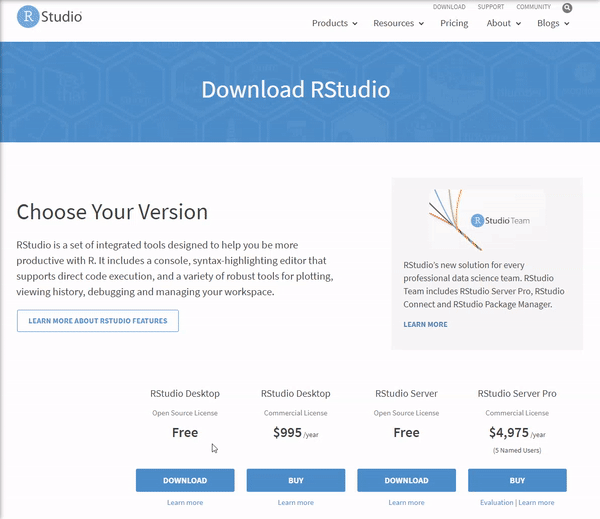 DOWNLOAD SUPPORT COMMUNITY
R Studio
Products Resources Pricing About Blogs
Download RStudio
Choose Your Version
RStudio is a set of integrated tools designed to help you be more
productive with R. It includes a console, syntax-highlighting editor that
supports direct code execution, and a variety of robust tools for plotting,
viewing history, debugging and managing your workspace.
LEARN MORE ABOUT RSTUDIO FEATURES
R Studio Team
RStudio's new solution for every
professional data science team. RStudio
Team includes RStudio Server Pro, RStudio
Connect and RStudio Package Manager.
LEARN MORE
RStudio Desktop RStudio Desktop RStudio Server RStudio Server Pro
Open Source License Commercial License Open Source License Commercial License
Free $995 /year Free $4,975 /year
(5 Named Users)
DOWNLOAD BUY DOWNLOAD BUY
Learn more Learn more Learn more Evaluation | Learn more